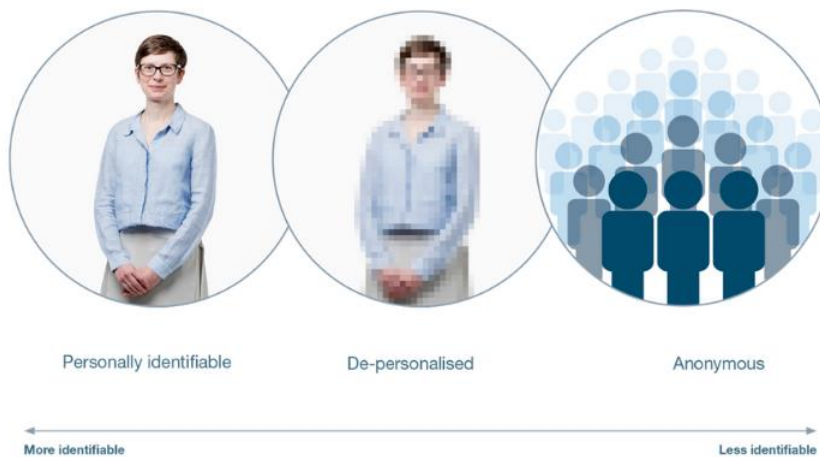 Personally identifiable
De-personalised
Anonymous
More identifiable
Less identifiable